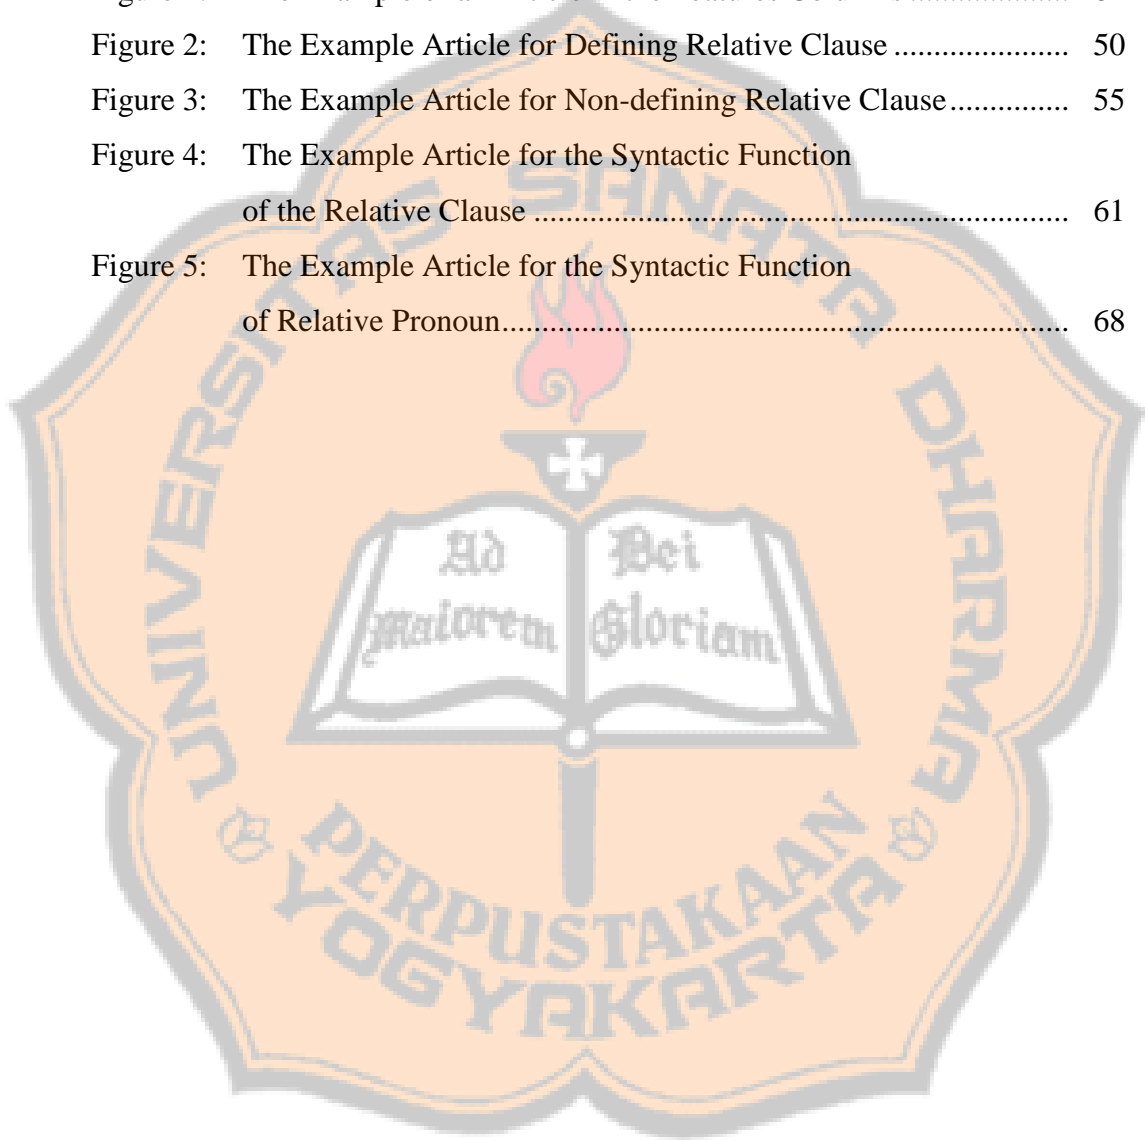 Figure 2: The Example Article for Defining Relative Clause ...................... 50
Figure 3: The Example Article for Non-defining Relative Clause............... 55
Figure 4: The Example Article for the Syntactic Function
of the Relative Clause ................................................................... 61
Figure 5: The Example Article for the Syntactic Function
of Relative Pronoun....................................................................... 68
UNIVERSITAS SANATA DHARMA
Ad Dei
Maiorem Gloriam
PERPUSTAKAAN
YOGYAKARTA